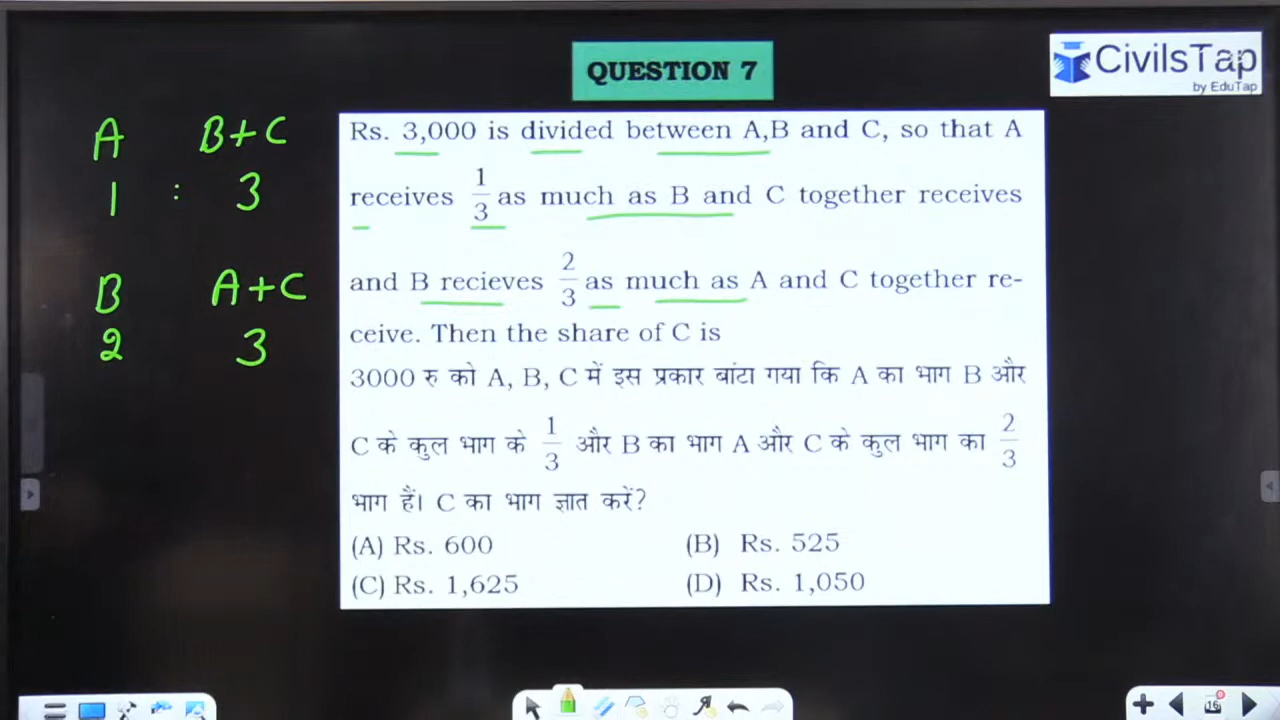 QUESTION 7
CivilsTap
by EduTap
A B+C
1 : 3
B A+C
2 3
Rs. 3,000 is divided between A,B and C, so that A
receives 1/3 as much as B and C together receives
and B recieves 2/3 as much as A and C together re-
ceive. Then the share of C is
3000 रु को A, B, C में इस प्रकार बांटा गया कि A का भाग B और
C के कुल भाग के 1/3 और B का भाग A और C के कुल भाग का 2/3
भाग हैं। C का भाग ज्ञात करें?
(A) Rs. 600 (B) Rs. 525
(C) Rs. 1,625 (D) Rs. 1,050
16